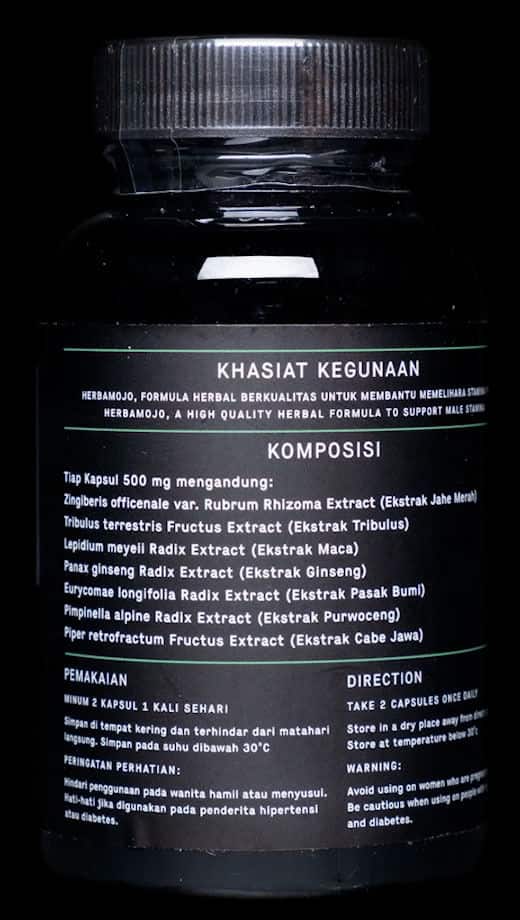 KHASIAT KEGUNAAN
HERBAMOJO, FORMULA HERBAL BERKUALITAS UNTUK MEMBANTU MEMELIHARA
HERBAMOJO, A HIGH QUALITY HERBAL FORMULA TO SUPPORT MALE
KOMPOSISI
Tiap Kapsul 500 mg mengandung:
Zingiberis officenale var. Rubrum Rhizoma Extract (Ekstrak Jahe Merah)
Tribulus terrestris Fructus Extract (Ekstrak Tribulus)
Lepidium meyeii Radix Extract (Ekstrak Maca)
Panax ginseng Radix Extract (Ekstrak Ginseng)
Eurycomae longifolia Radix Extract (Ekstrak Pasak Bumi)
Pimpinella alpine Radix Extract (Ekstrak Purwoceng)
Piper retrofractum Fructus Extract (Ekstrak Cabe Jawa)
PEMAKAIAN
MINUM 2 KAPSUL 1 KALI SEHARI
Simpan di tempat kering dan terhindar dari matahari
langsung. Simpan pada suhu dibawah 30°C
PERINGATAN PERHATIAN:
Hindari penggunaan pada wanita hamil atau menyusui.
Hati-hati jika digunakan pada penderita hipertensi
atau diabetes.
DIRECTION
TAKE 2 CAPSULES ONCE DAILY
Store in a dry place away from
Store at temperature below 30°c
WARNING:
Avoid using on women who are
Be cautious when using on people
and diabetes.